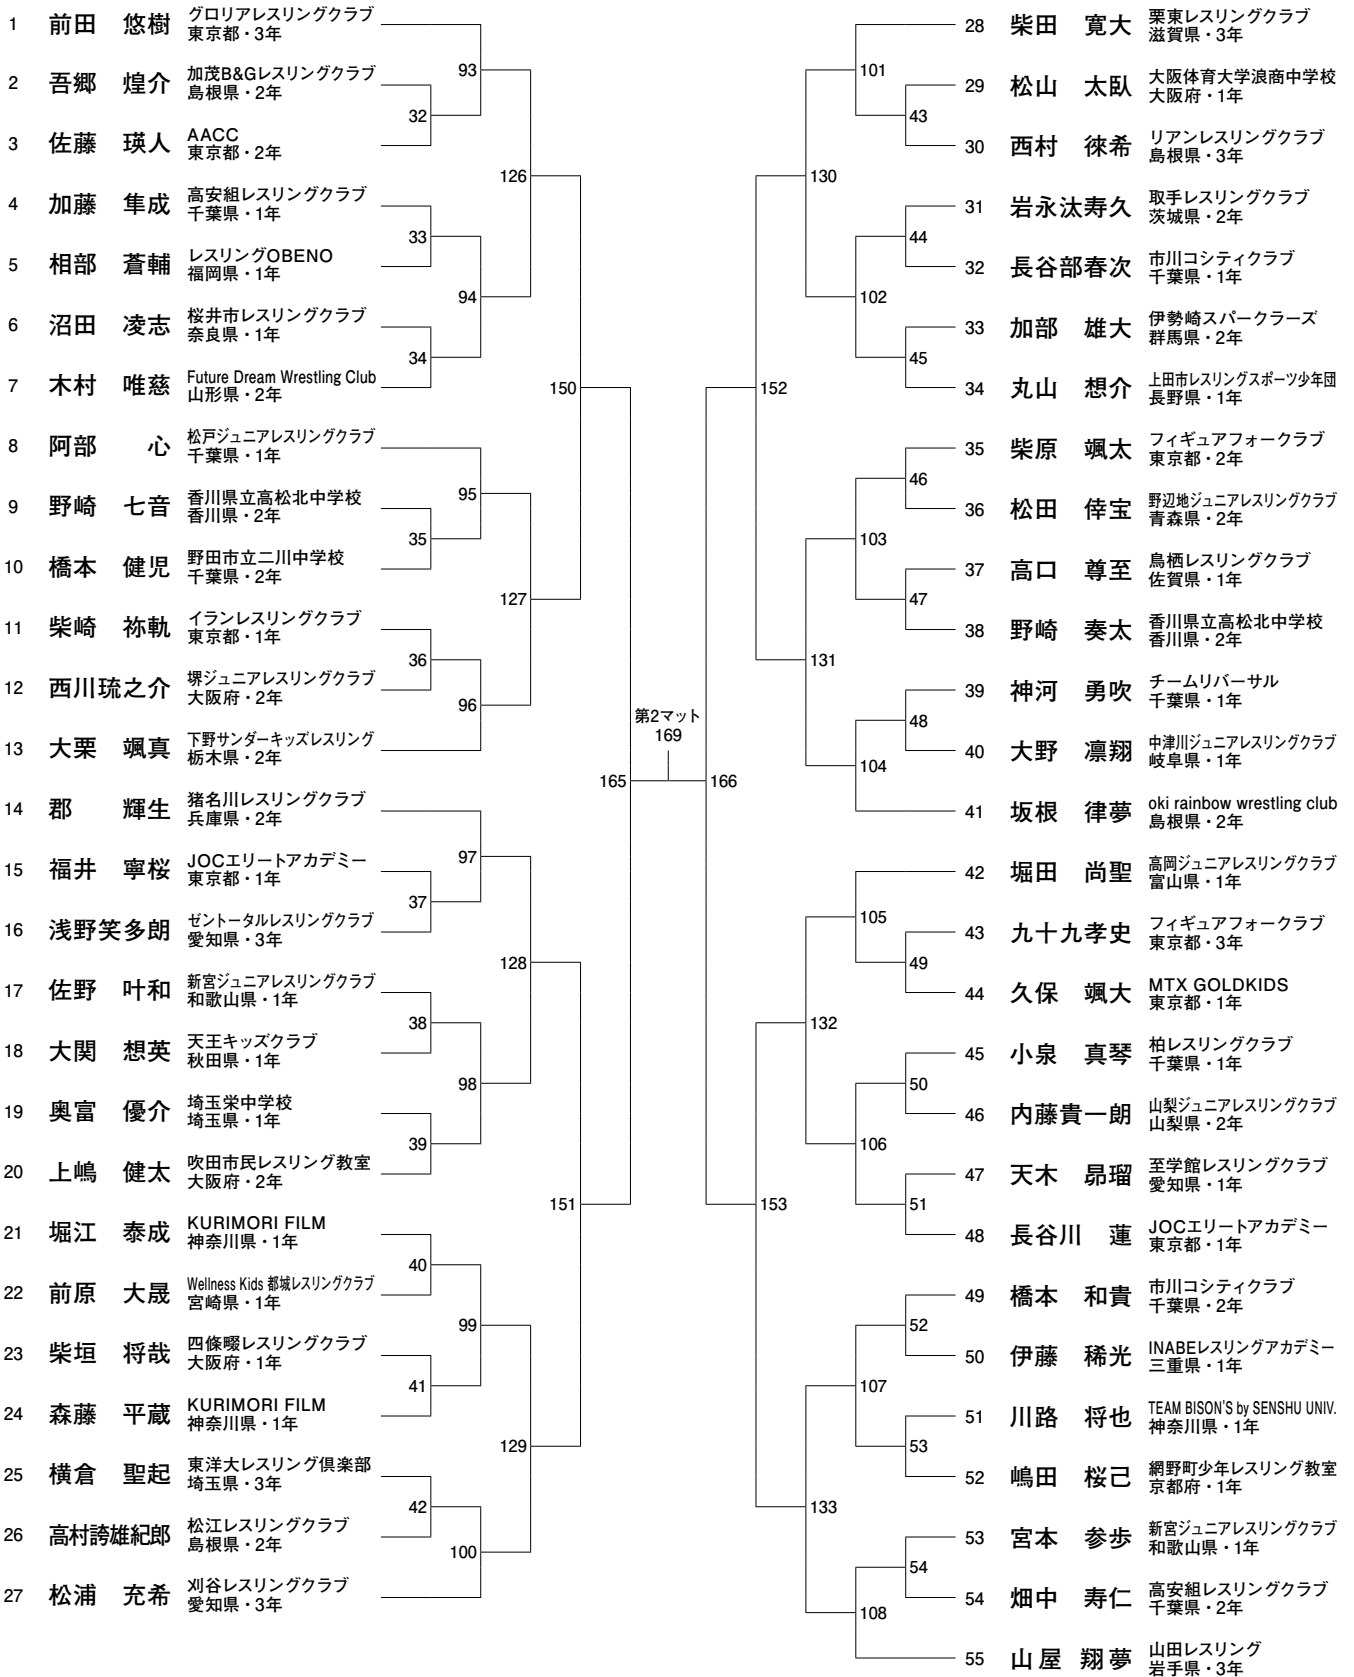 1 前田 悠樹 グロリアレスリングクラブ
東京都・3年
2 吾郷 煌介 加茂B&Gレスリングクラブ
島根県・2年
3 佐藤 瑛人 AACC
東京都・2年
4 加藤 隼成 高安組レスリングクラブ
千葉県・1年
5 相部 蒼輔 レスリングOBENO
福岡県・1年
6 沼田 凌志 桜井市レスリングクラブ
奈良県・1年
7 木村 唯慈 Future Dream Wrestling Club
山形県・2年
8 阿部 心 松戸ジュニアレスリングクラブ
千葉県・1年
9 野崎 七音 香川県立高松北中学校
香川県・2年
10 橋本 健児 野田市立二川中学校
千葉県・2年
11 柴崎 祢軌 イランレスリングクラブ
東京都・1年
12 西川琉之介 堺ジュニアレスリングクラブ
大阪府・2年
13 大栗 颯真 下野サンダーキッズレスリング
栃木県・2年
14 郡 輝生 猪名川レスリングクラブ
兵庫県・2年
15 福井 寧桜 JOCエリートアカデミー
東京都・1年
16 浅野笑多朗 ゼントータルレスリングクラブ
愛知県・3年
17 佐野 叶和 新宮ジュニアレスリングクラブ
和歌山県・1年
18 大関 想英 天王キッズクラブ
秋田県・1年
19 奥富 優介 埼玉栄中学校
埼玉県・1年
20 上嶋 健太 吹田市民レスリング教室
大阪府・2年
21 堀江 泰成 KURIMORI FILM
神奈川県・1年
22 前原 大晟 Wellness Kids 都城レスリングクラブ
宮崎県・1年
23 柴垣 将哉 四條畷レスリングクラブ
大阪府・1年
24 森藤 平蔵 KURIMORI FILM
神奈川県・1年
25 横倉 聖起 東洋大レスリング倶楽部
埼玉県・3年
26 高村誇雄紀郎 松江レスリングクラブ
島根県・2年
27 松浦 充希 刈谷レスリングクラブ
愛知県・3年
32
33
34
35
36
37
38
39
40
41
42
93
94
95
96
97
98
99
100
126
127
128
129
150
151
165
第2マット
169
166
152
153
130
131
132
133
101
102
103
104
105
106
107
108
43
44
45
46
47
48
49
50
51
52
53
54
28 柴田 寛大 栗東レスリングクラブ
滋賀県・3年
29 松山 太臥 大阪体育大学浪商中学校
大阪府・1年
30 西村 徠希 リアンレスリングクラブ
島根県・3年
31 岩永汰寿久 取手レスリングクラブ
茨城県・2年
32 長谷部春次 市川コシティクラブ
千葉県・1年
33 加部 雄大 伊勢崎スパークラーズ
群馬県・2年
34 丸山 想介 上田市レスリングスポーツ少年団
長野県・1年
35 柴原 颯太 フィギュアフォークラブ
東京都・2年
36 松田 倖宝 野辺地ジュニアレスリングクラブ
青森県・2年
37 高口 尊至 鳥栖レスリングクラブ
佐賀県・1年
38 野崎 奏太 香川県立高松北中学校
香川県・2年
39 神河 勇吹 チームリバーサル
千葉県・1年
40 大野 凛翔 中津川ジュニアレスリングクラブ
岐阜県・1年
41 坂根 律夢 oki rainbow wrestling club
島根県・2年
42 堀田 尚聖 高岡ジュニアレスリングクラブ
富山県・1年
43 九十九孝史 フィギュアフォークラブ
東京都・3年
44 久保 颯大 MTX GOLDKIDS
東京都・1年
45 小泉 真琴 柏レスリングクラブ
千葉県・1年
46 内藤貴一朗 山梨ジュニアレスリングクラブ
山梨県・2年
47 天木 昴瑠 至学館レスリングクラブ
愛知県・1年
48 長谷川 蓮 JOCエリートアカデミー
東京都・1年
49 橋本 和貴 市川コシティクラブ
千葉県・2年
50 伊藤 稀光 INABEレスリングアカデミー
三重県・1年
51 川路 将也 TEAM BISON'S by SENSHU UNIV.
神奈川県・1年
52 嶋田 桜己 網野町少年レスリング教室
京都府・1年
53 宮本 参歩 新宮ジュニアレスリングクラブ
和歌山県・1年
54 畑中 寿仁 高安組レスリングクラブ
千葉県・2年
55 山屋 翔夢 山田レスリング
岩手県・3年